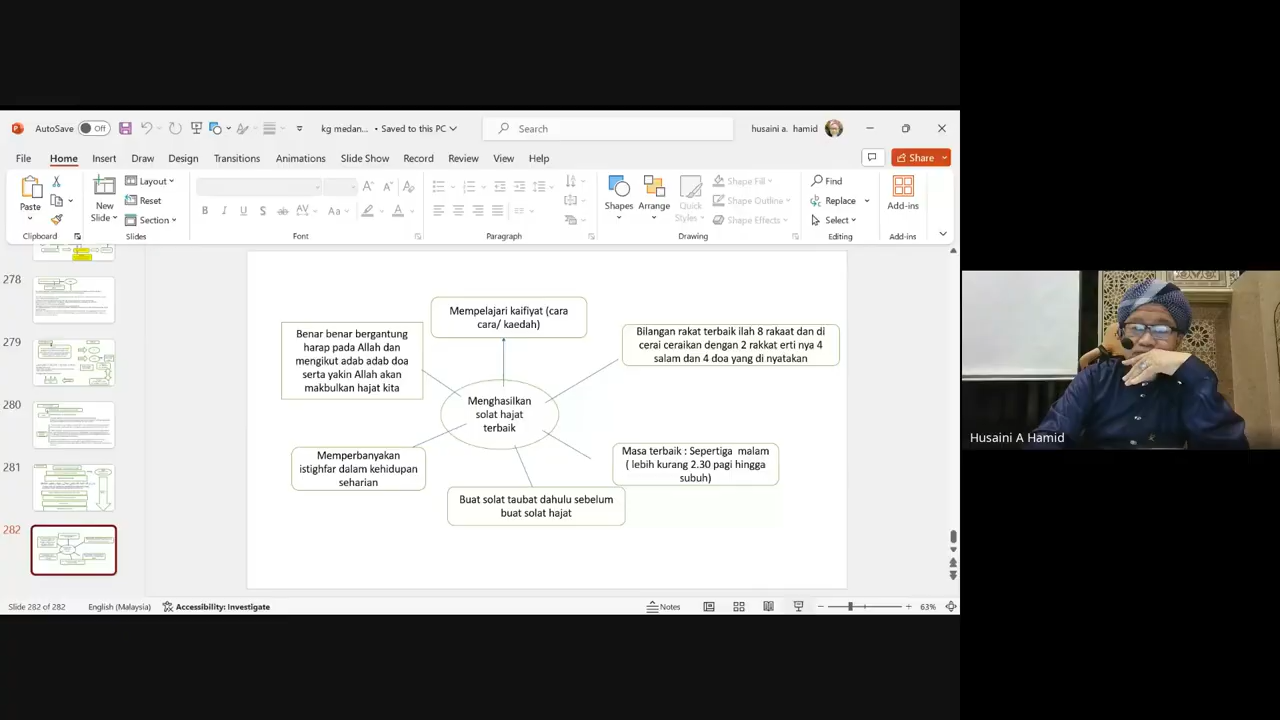 AutoSave Off kg medan... • Saved to this PC Search husaini a. hamid
File Home Insert Draw Design Transitions Animations Slide Show Record Review View Help Share
Paste
Clipboard
New
Slide
Layout
Reset
Section
Slides
B I U S ab AV Aa A
Font
Paragraph
Shapes
Arrange
Quick
Styles
Shape Fill
Shape Outline
Shape Effects
Drawing
Find
Replace
Select
Editing
Add-ins
Add-ins
278
279
280
281
282
Mempelajari kaifiyat (cara
cara/ kaedah)
Benar benar bergantung
harap pada Allah dan
mengikut adab adab doa
serta yakin Allah akan
makbulkan hajat kita
Bilangan rakat terbaik ilah 8 rakaat dan di
cerai ceraikan dengan 2 rakkat erti nya 4
salam dan 4 doa yang di nyatakan
Menghasilkan
solat hajat
terbaik
Memperbanyakan
istighfar dalam kehidupan
seharian
Masa terbaik : Sepertiga malam
( lebih kurang 2.30 pagi hingga
subuh)
Buat solat taubat dahulu sebelum
buat solat hajat
Husaini A Hamid
Slide 282 of 282 English (Malaysia) Accessibility: Investigate Notes 63%